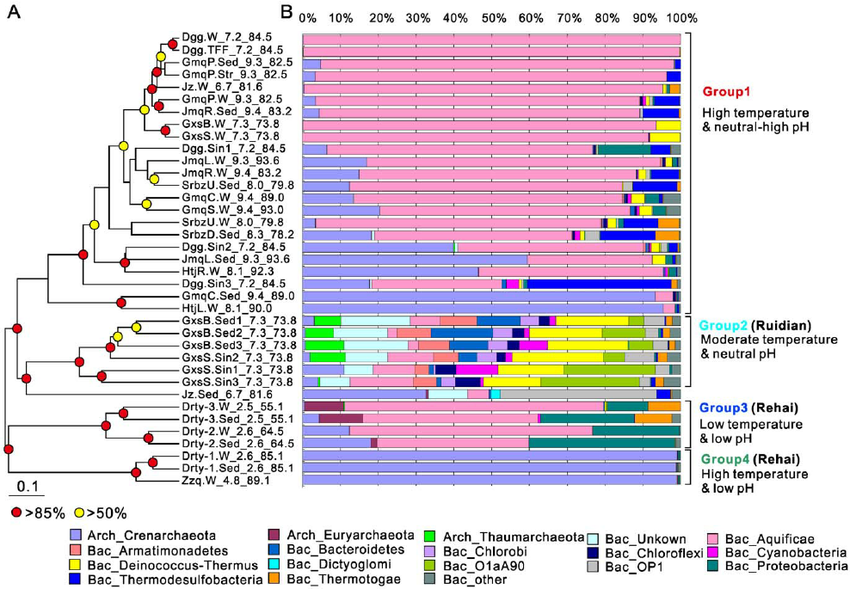 A
B
0% 10% 20% 30% 40% 50% 60% 70% 80% 90% 100%
Dgg.W_7.2_84.5
Dgg.TFF_7.2_84.5
GmqP.Sed_9.3_82.5
GmqP.Str_9.3_82.5
Jz.W_6.7_81.6
GmqP.W_9.3_82.5
JmqR.Sed_9.4_83.2
GxsB.W_7.3_73.8
GxsS.W_7.3_73.8
Dgg.Sin1_7.2_84.5
JmqL.W_9.3_93.6
JmqR.W_9.4_83.2
SrbzU.Sed_8.0_79.8
GmqC.W_9.4_89.0
GmqS.W_9.4_93.0
SrbzU.W_8.0_79.8
SrbzD.Sed_8.3_78.2
Dgg.Sin2_7.2_84.5
JmqL.Sed_9.3_93.6
HtjR.W_8.1_92.3
Dgg.Sin3_7.2_84.5
GmqC.Sed_9.4_89.0
HtjL.W_8.1_90.0
GxsB.Sed1_7.3_73.8
GxsB.Sed2_7.3_73.8
GxsB.Sed3_7.3_73.8
GxsS.Sin2_7.3_73.8
GxsS.Sin1_7.3_73.8
GxsS.Sin3_7.3_73.8
Jz.Sed_6.7_81.6
Drty-3.W_2.5_55.1
Drty-3.Sed_2.5_55.1
Drty-2.W_2.6_64.5
Drty-2.Sed_2.6_64.5
Drty-1.W_2.6_85.1
Drty-1.Sed_2.6_85.1
Zzq.W_4.8_89.1
Group1
High temperature
& neutral-high pH
Group2 (Ruidian)
Moderate temperature
& neutral pH
Group3 (Rehai)
Low temperature
& low pH
Group4 (Rehai)
High temperature
& low pH
0.1
>85% >50%
Arch_Crenarchaeota Arch_Euryarchaeota Arch_Thaumarchaeota Bac_Unkown Bac_Aquificae
Bac_Armatimonadetes Bac_Bacteroidetes Bac_Chlorobi Bac_Chloroflexi Bac_Cyanobacteria
Bac_Deinococcus-Thermus Bac_Dictyoglomi Bac_O1aA90 Bac_OP1 Bac_Proteobacteria
Bac_Thermodesulfobacteria Bac_Thermotogae Bac_other